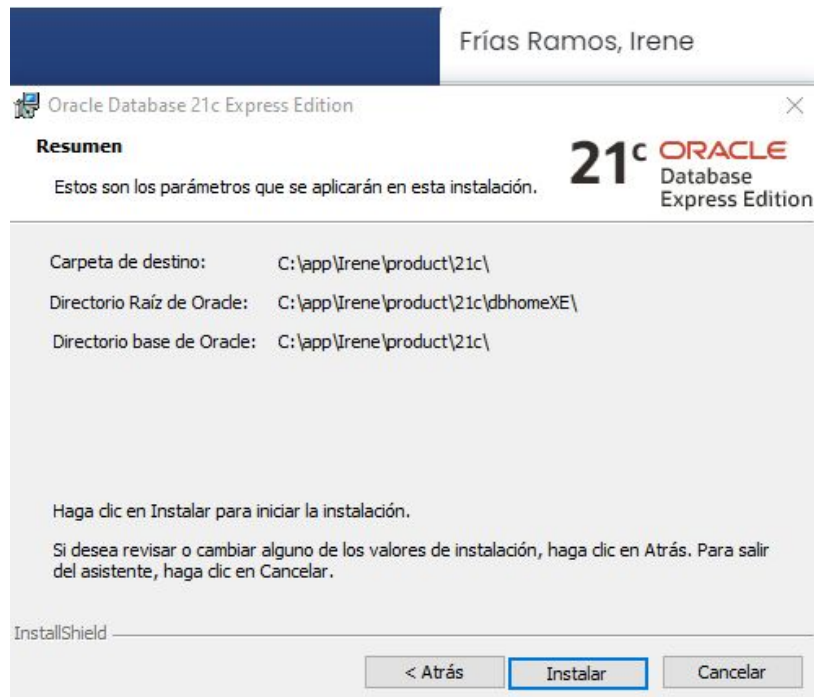 Frías Ramos, Irene
Oracle Database 21c Express Edition
Resumen
Estos son los parámetros que se aplicarán en esta instalación.
21c ORACLE
Database
Express Edition
Carpeta de destino: C:\app\Irene\product\21c\
Directorio Raíz de Oracle: C:\app\Irene\product\21c\dbhomeXE\
Directorio base de Oracle: C:\app\Irene\product\21c\
Haga clic en Instalar para iniciar la instalación.
Si desea revisar o cambiar alguno de los valores de instalación, haga clic en Atrás. Para salir
del asistente, haga clic en Cancelar.
InstallShield
< Atrás Instalar Cancelar